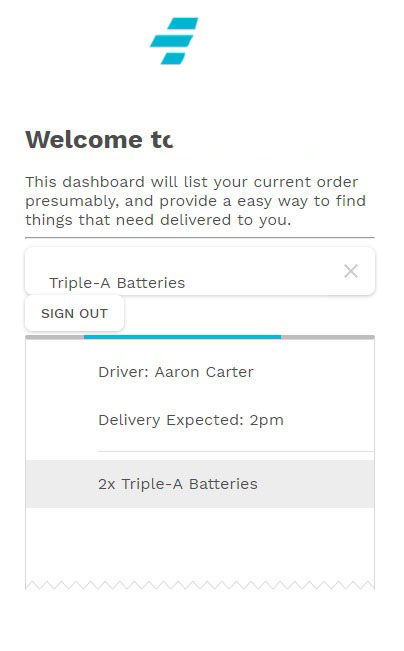 Welcome to
This dashboard will list your current order
presumably, and provide a easy way to find
things that need delivered to you.
Triple-A Batteries
SIGN OUT
Driver: Aaron Carter
Delivery Expected: 2pm
2x Triple-A Batteries